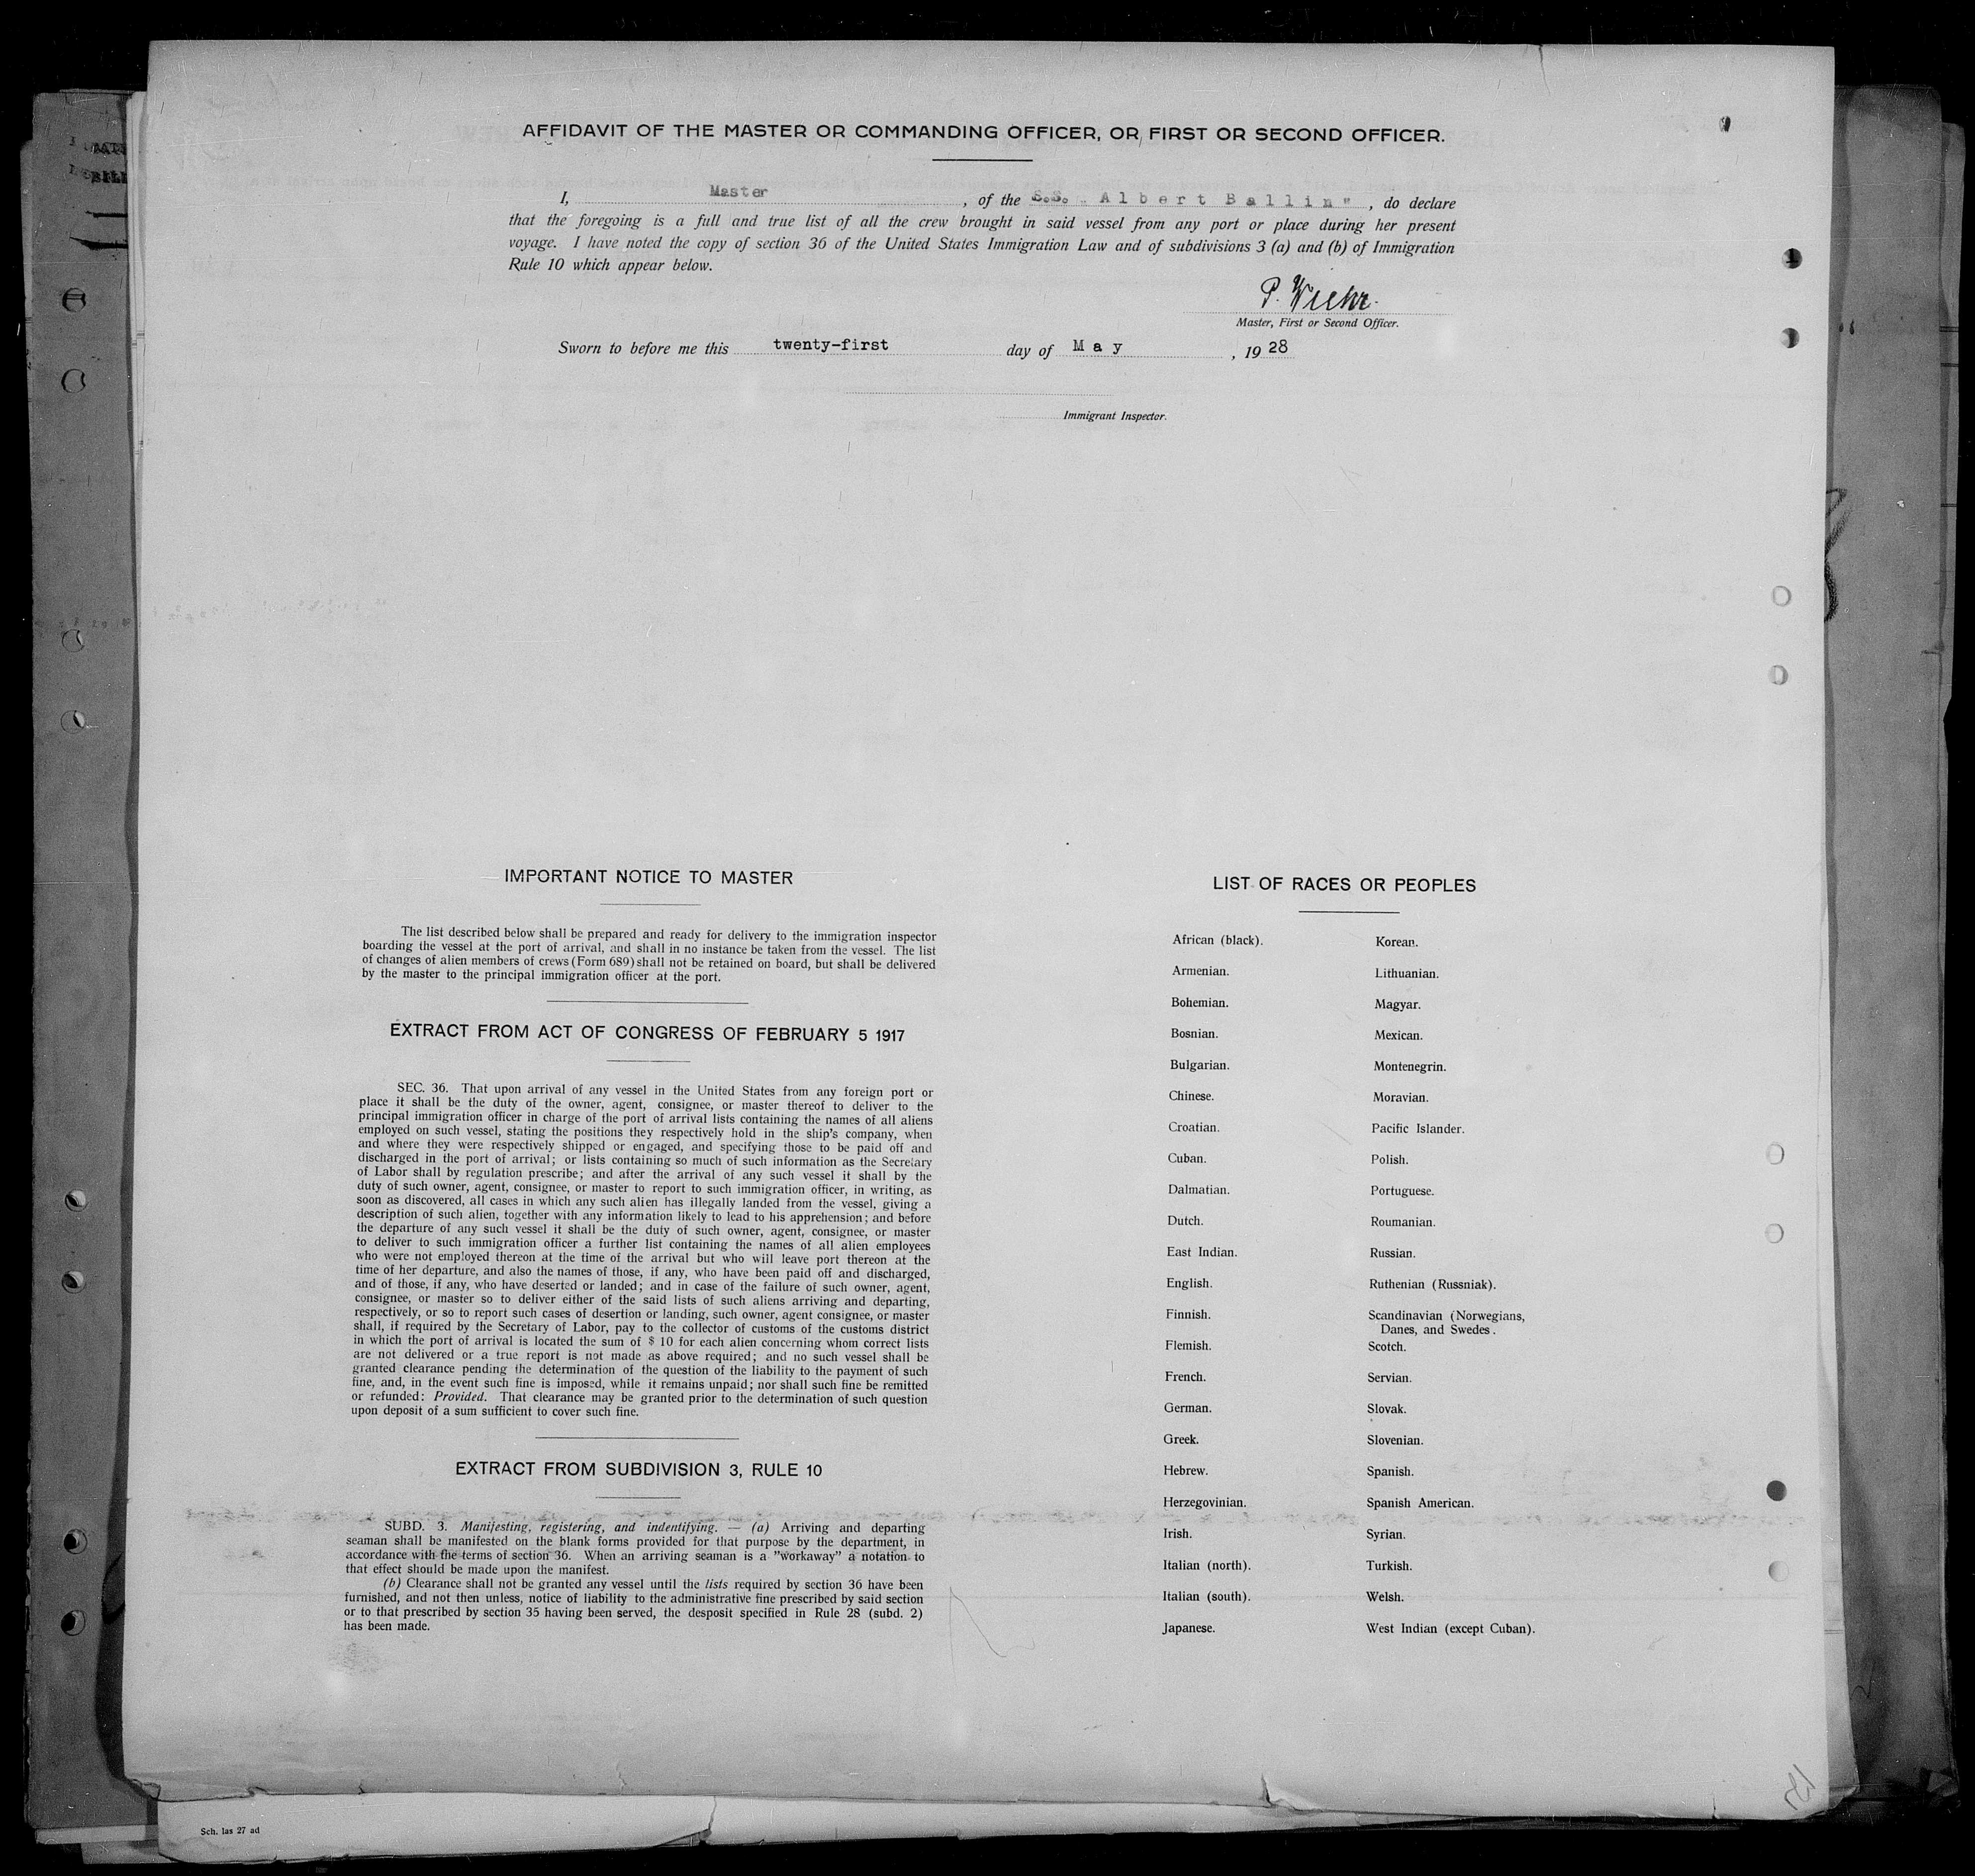 AFFIDAVIT OF THE MASTER OR COMMANDING OFFICER, OR FIRST OR SECOND OFFICER.
I, Master, of the S.S. „Albert Ballin", do declare
that the foregoing is a full and true list of all the crew brought in said vessel from any port or place during her present
voyage. I have noted the copy of section 36 of the United States Immigration Law and of subdivisions 3 (a) and (b) of Immigration
Rule 10 which appear below.
P. Wiehr.
Master, First or Second Officer.
Sworn to before me this twenty-first day of May, 1928
Immigrant Inspector.
IMPORTANT NOTICE TO MASTER
The list described below shall be prepared and ready for delivery to the immigration inspector
boarding the vessel at the port of arrival, and shall in no instance be taken from the vessel. The list
of changes of alien members of crews (Form 689) shall not be retained on board, but shall be delivered
by the master to the principal immigration officer at the port.
EXTRACT FROM ACT OF CONGRESS OF FEBRUARY 5 1917
SEC. 36. That upon arrival of any vessel in the United States from any foreign port or
place it shall be the duty of the owner, agent, consignee, or master thereof to deliver to the
principal immigration officer in charge of the port of arrival lists containing the names of all aliens
employed on such vessel, stating the positions they respectively hold in the ship's company, when
and where they were respectively shipped or engaged, and specifying those to be paid off and
discharged in the port of arrival; or lists containing so much of such information as the Secretary
of Labor shall by regulation prescribe; and after the arrival of any such vessel it shall by the
duty of such owner, agent, consignee, or master to report to such immigration officer, in writing, as
soon as discovered, all cases in which any such alien has illegally landed from the vessel, giving a
description of such alien, together with any information likely to lead to his apprehension; and before
the departure of any such vessel it shall be the duty of such owner, agent, consignee, or master
to deliver to such immigration officer a further list containing the names of all alien employees
who were not employed thereon at the time of the arrival but who will leave port thereon at the
time of her departure, and also the names of those, if any, who have been paid off and discharged,
and of those, if any, who have deserted or landed; and in case of the failure of such owner, agent,
consignee, or master so to deliver either of the said lists of such aliens arriving and departing,
respectively, or so to report such cases of desertion or landing, such owner, agent consignee, or master
shall, if required by the Secretary of Labor, pay to the collector of customs of the customs district
in which the port of arrival is located the sum of $ 10 for each alien concerning whom correct lists
are not delivered or a true report is not made as above required; and no such vessel shall be
granted clearance pending the determination of the question of the liability to the payment of such
fine, and, in the event such fine is imposed, while it remains unpaid; nor shall such fine be remitted
or refunded: Provided. That clearance may be granted prior to the determination of such question
upon deposit of a sum sufficient to cover such fine.
EXTRACT FROM SUBDIVISION 3, RULE 10
SUBD. 3. Manifesting, registering, and indentifying. — (a) Arriving and departing
seaman shall be manifested on the blank forms provided for that purpose by the department, in
accordance with the terms of section 36. When an arriving seaman is a "workaway" a notation to
that effect should be made upon the manifest.
(b) Clearance shall not be granted any vessel until the lists required by section 36 have been
furnished, and not then unless, notice of liability to the administrative fine prescribed by said section
or to that prescribed by section 35 having been served, the desposit specified in Rule 28 (subd. 2)
has been made.
LIST OF RACES OR PEOPLES
African (black).
Armenian.
Bohemian.
Bosnian.
Bulgarian.
Chinese.
Croatian.
Cuban.
Dalmatian.
Dutch.
East Indian.
English.
Finnish.
Flemish.
French.
German.
Greek.
Hebrew.
Herzegovinian.
Irish.
Italian (north).
Italian (south).
Japanese.
Korean.
Lithuanian.
Magyar.
Mexican.
Montenegrin.
Moravian.
Pacific Islander.
Polish.
Portuguese.
Roumanian.
Russian.
Ruthenian (Russniak).
Scandinavian (Norwegians,
Danes, and Swedes.
Scotch.
Servian.
Slovak.
Slovenian.
Spanish.
Spanish American.
Syrian.
Turkish.
Welsh.
West Indian (except Cuban).
Sch. las 27 ad